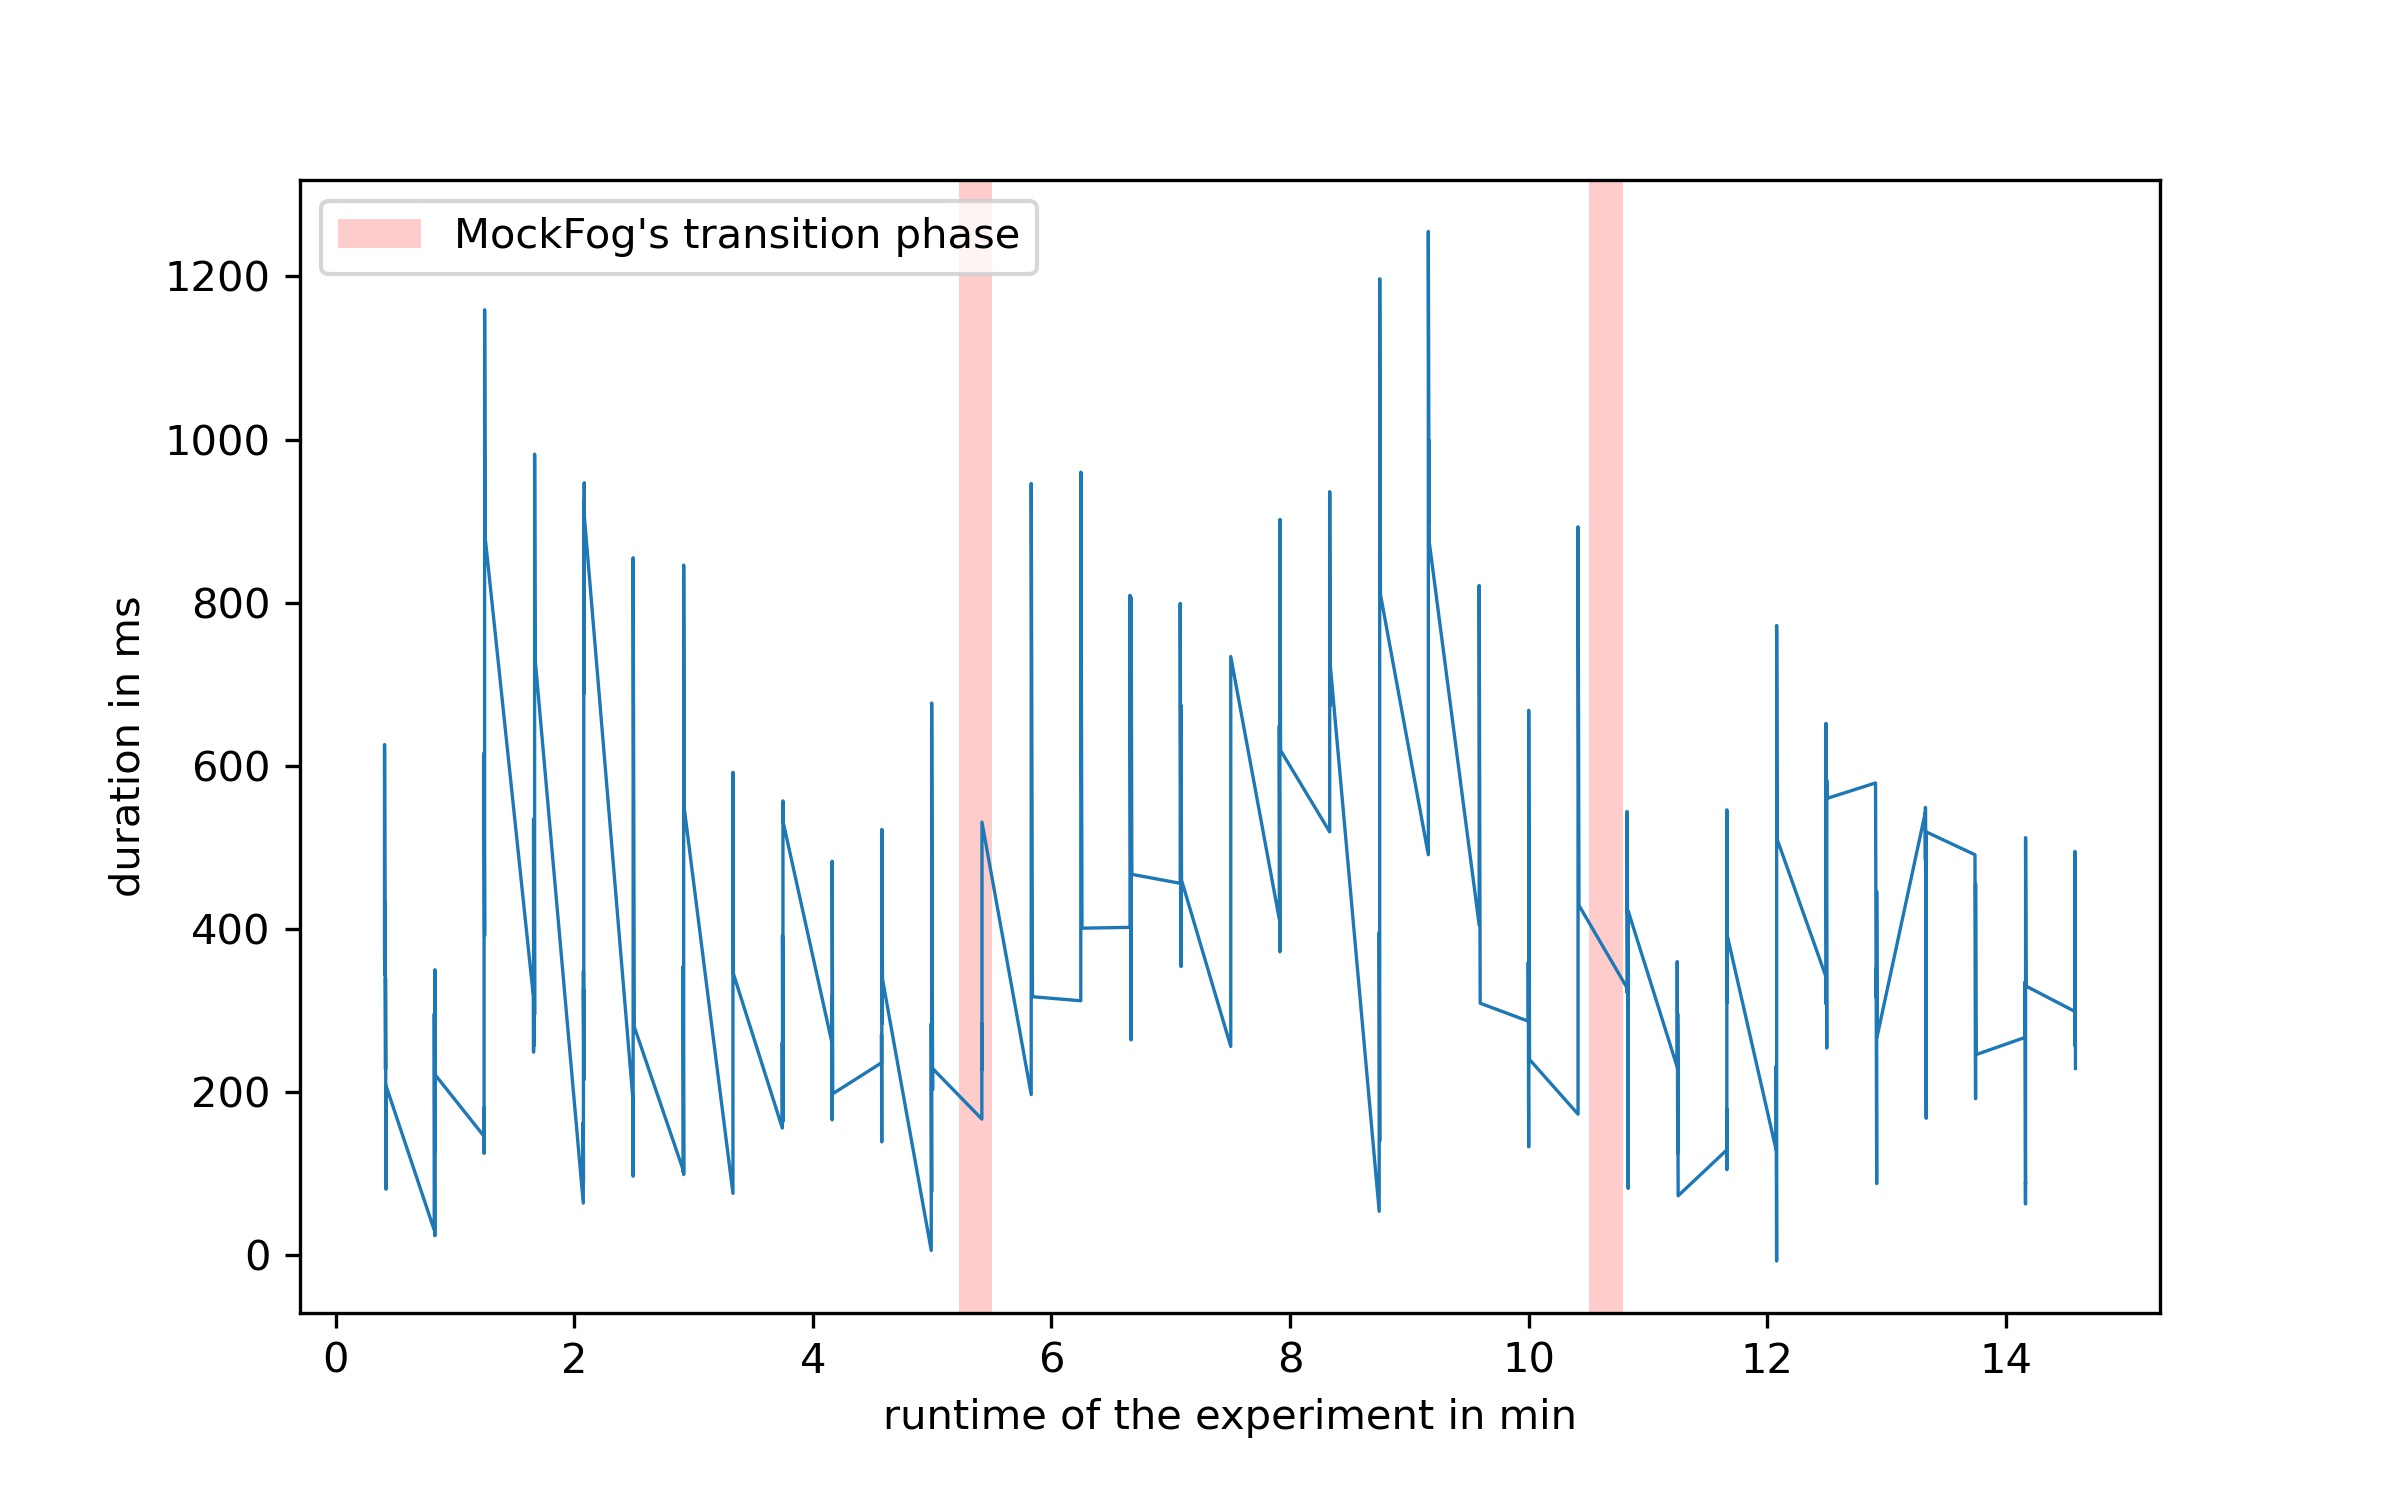 MockFog's transition phase
1200
1000
800
600
400
200
0
duration in ms
0 2 4 6 8 10 12 14
runtime of the experiment in min